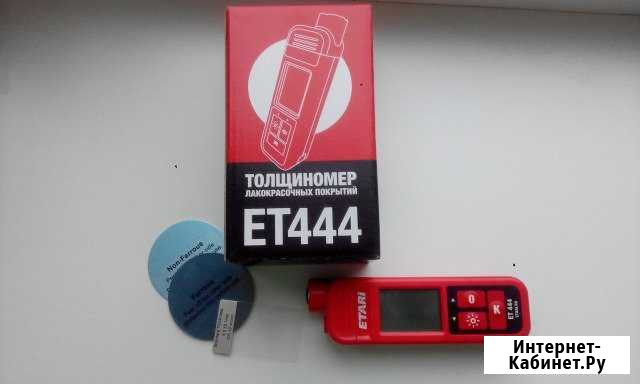 ТОЛЩИНОМЕР
ЛАКОКРАСОЧНЫХ ПОКРЫТИЙ
ET444
Non-Ferrous
Ferrous
ETARI
0
K
ET 444
Интернет-
Кабинет.Ру